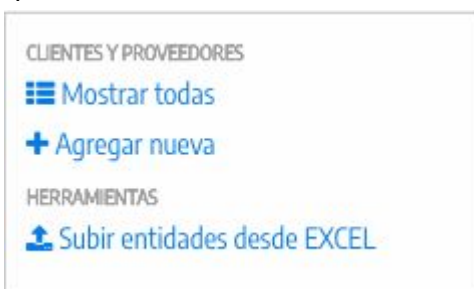 CLIENTES Y PROVEEDORES
Mostrar todas
Agregar nueva
HERRAMIENTAS
Subir entidades desde EXCEL